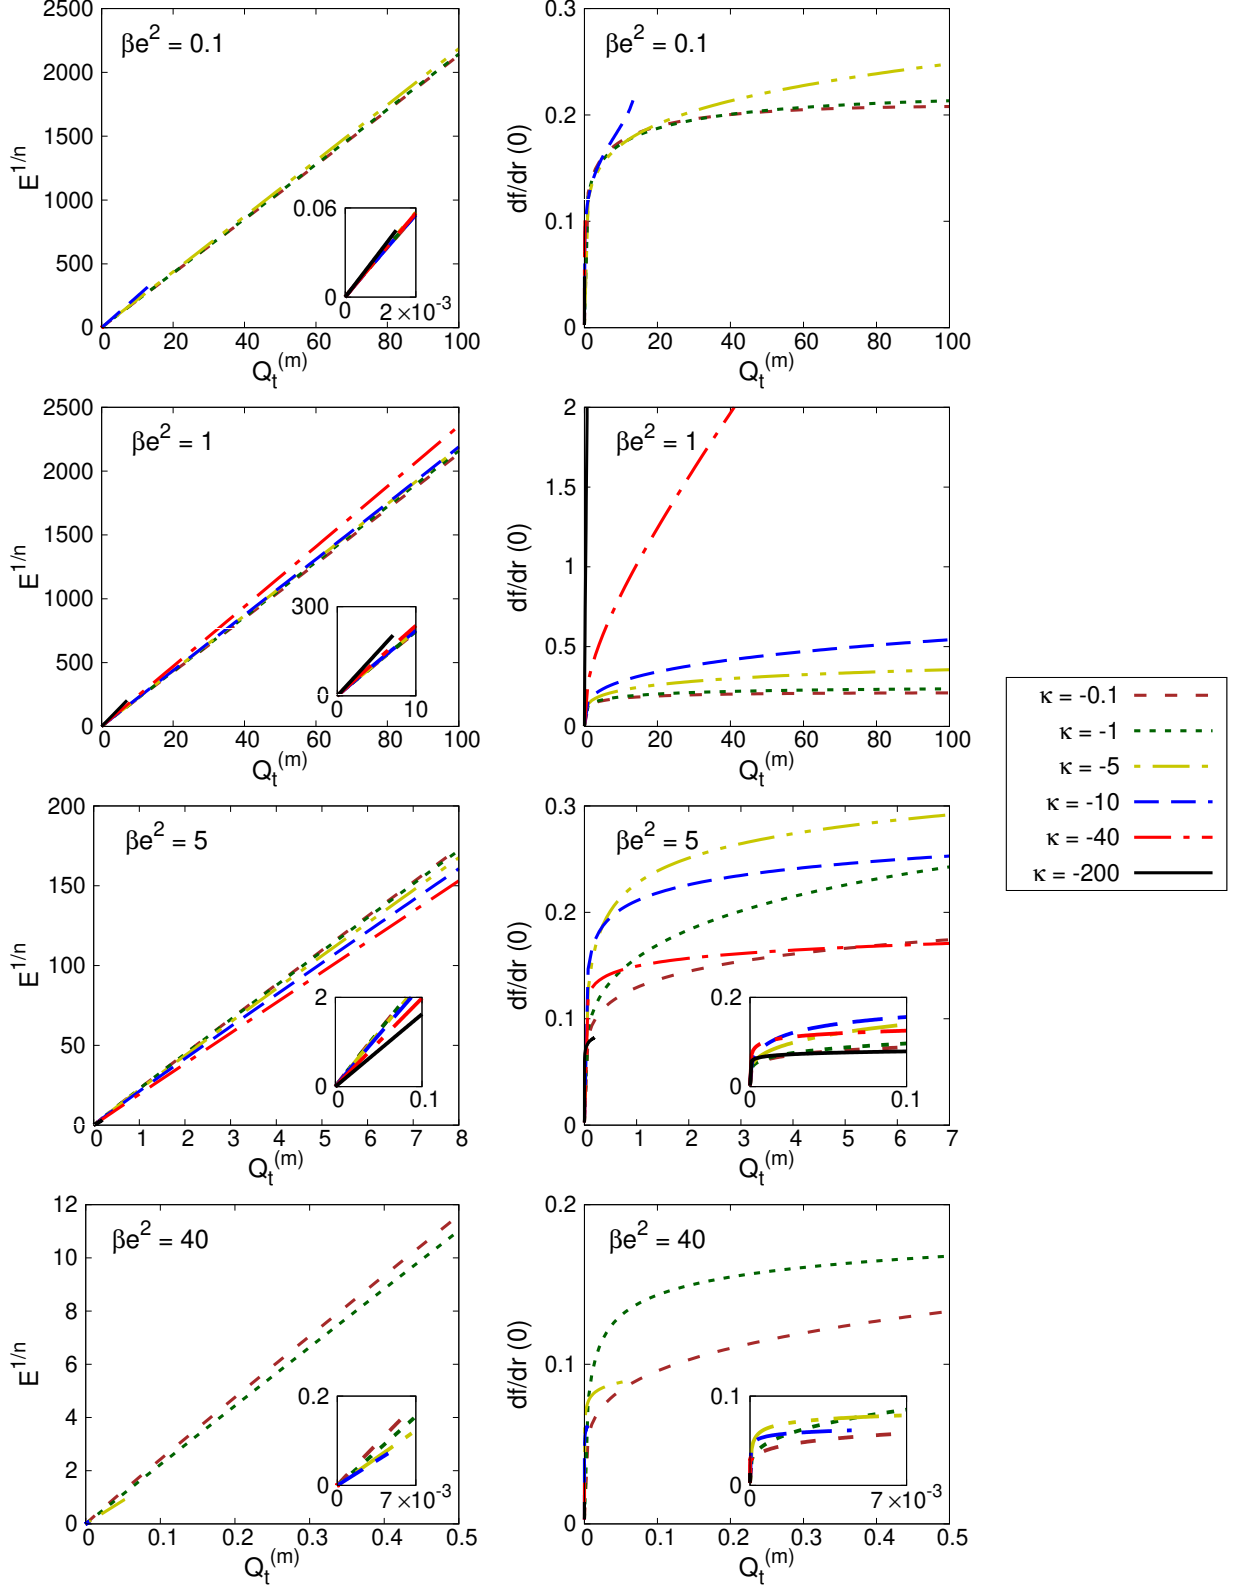 βe² = 0.1
E^{1/n}
2500
2000
1500
1000
500
0
0 20 40 60 80 100
Q_t^{(m)}
0.06
0
0 2×10^{-3}
βe² = 0.1
df/dr (0)
0.3
0.2
0.1
0
0 20 40 60 80 100
Q_t^{(m)}
βe² = 1
E^{1/n}
2500
2000
1500
1000
500
0
0 20 40 60 80 100
Q_t^{(m)}
300
0
0 10
βe² = 1
df/dr (0)
2
1.5
1
0.5
0
0 20 40 60 80 100
Q_t^{(m)}
κ = -0.1
κ = -1
κ = -5
κ = -10
κ = -40
κ = -200
βe² = 5
E^{1/n}
200
150
100
50
0
0 1 2 3 4 5 6 7 8
Q_t^{(m)}
2
0
0 0.1
βe² = 5
df/dr (0)
0.3
0.2
0.1
0
0 1 2 3 4 5 6 7
Q_t^{(m)}
0.2
0
0 0.1
βe² = 40
E^{1/n}
12
10
8
6
4
2
0
0 0.1 0.2 0.3 0.4 0.5
Q_t^{(m)}
0.2
0
0 7×10^{-3}
βe² = 40
df/dr (0)
0.2
0.1
0
0 0.1 0.2 0.3 0.4 0.5
Q_t^{(m)}
0.1
0
0 7×10^{-3}